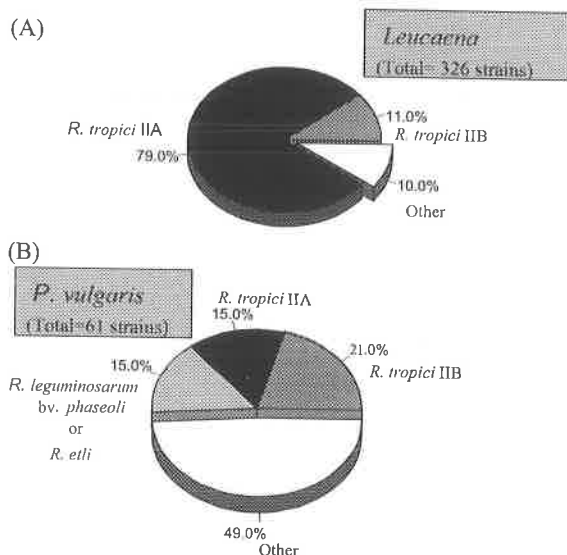 (A)
Leucaena
(Total= 326 strains)
11.0%
R. tropici IIA
R. tropici IIB
79.0%
10.0%
Other
(B)
P. vulgaris
(Total=61 strains)
R. tropici IIA
15.0%
21.0%
15.0%
R. tropici IIB
R. leguminosarum
bv. phaseoli
or
R. etli
49.0%
Other